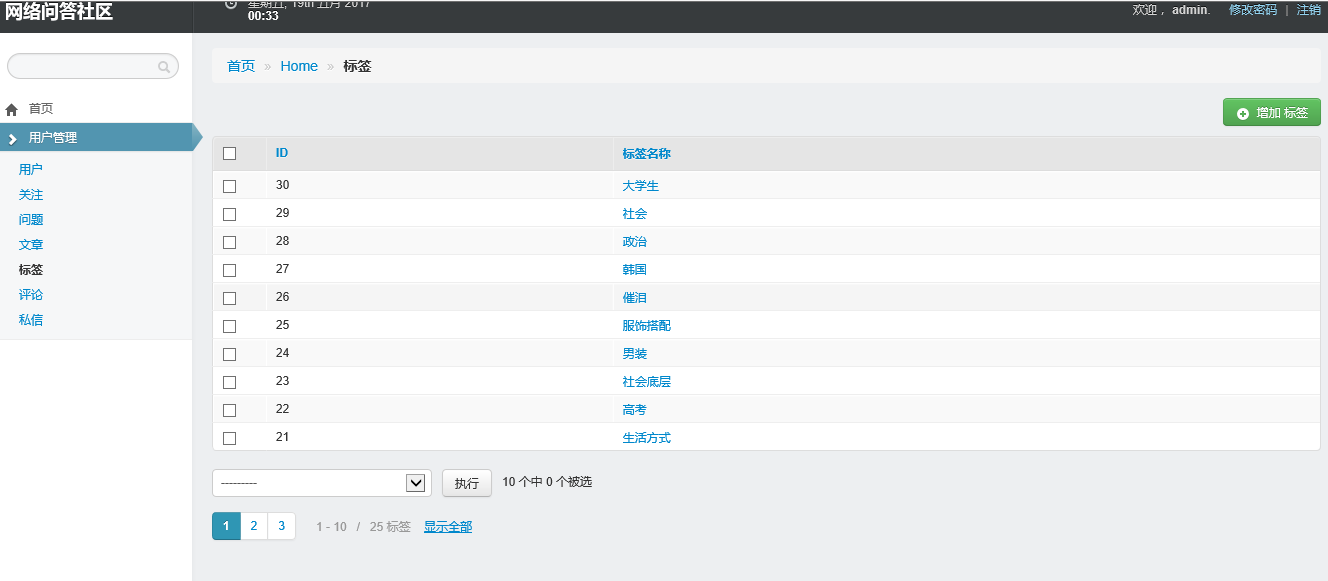 网络问答社区
星期五, 19th 五月 2017
00:33
欢迎， admin. 修改密码 | 注销
首页
用户管理
用户
关注
问题
文章
标签
评论
私信
首页 » Home » 标签
增加 标签
ID 标签名称
30 大学生
29 社会
28 政治
27 韩国
26 催泪
25 服饰搭配
24 男装
23 社会底层
22 高考
21 生活方式
--------- 执行 10 个中 0 个被选
1 2 3 1 - 10 / 25 标签 显示全部